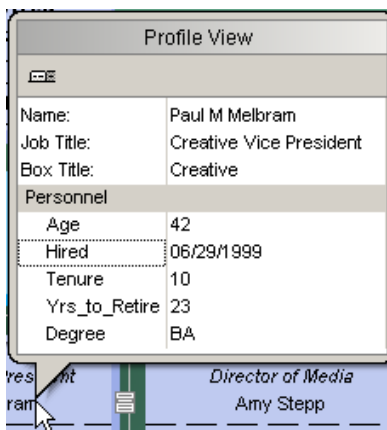 Profile View
Name: Paul M Melbram
Job Title: Creative Vice President
Box Title: Creative
Personnel
Age 42
Hired 06/29/1999
Tenure 10
Yrs_to_Retire 23
Degree BA
Director of Media
Amy Stepp